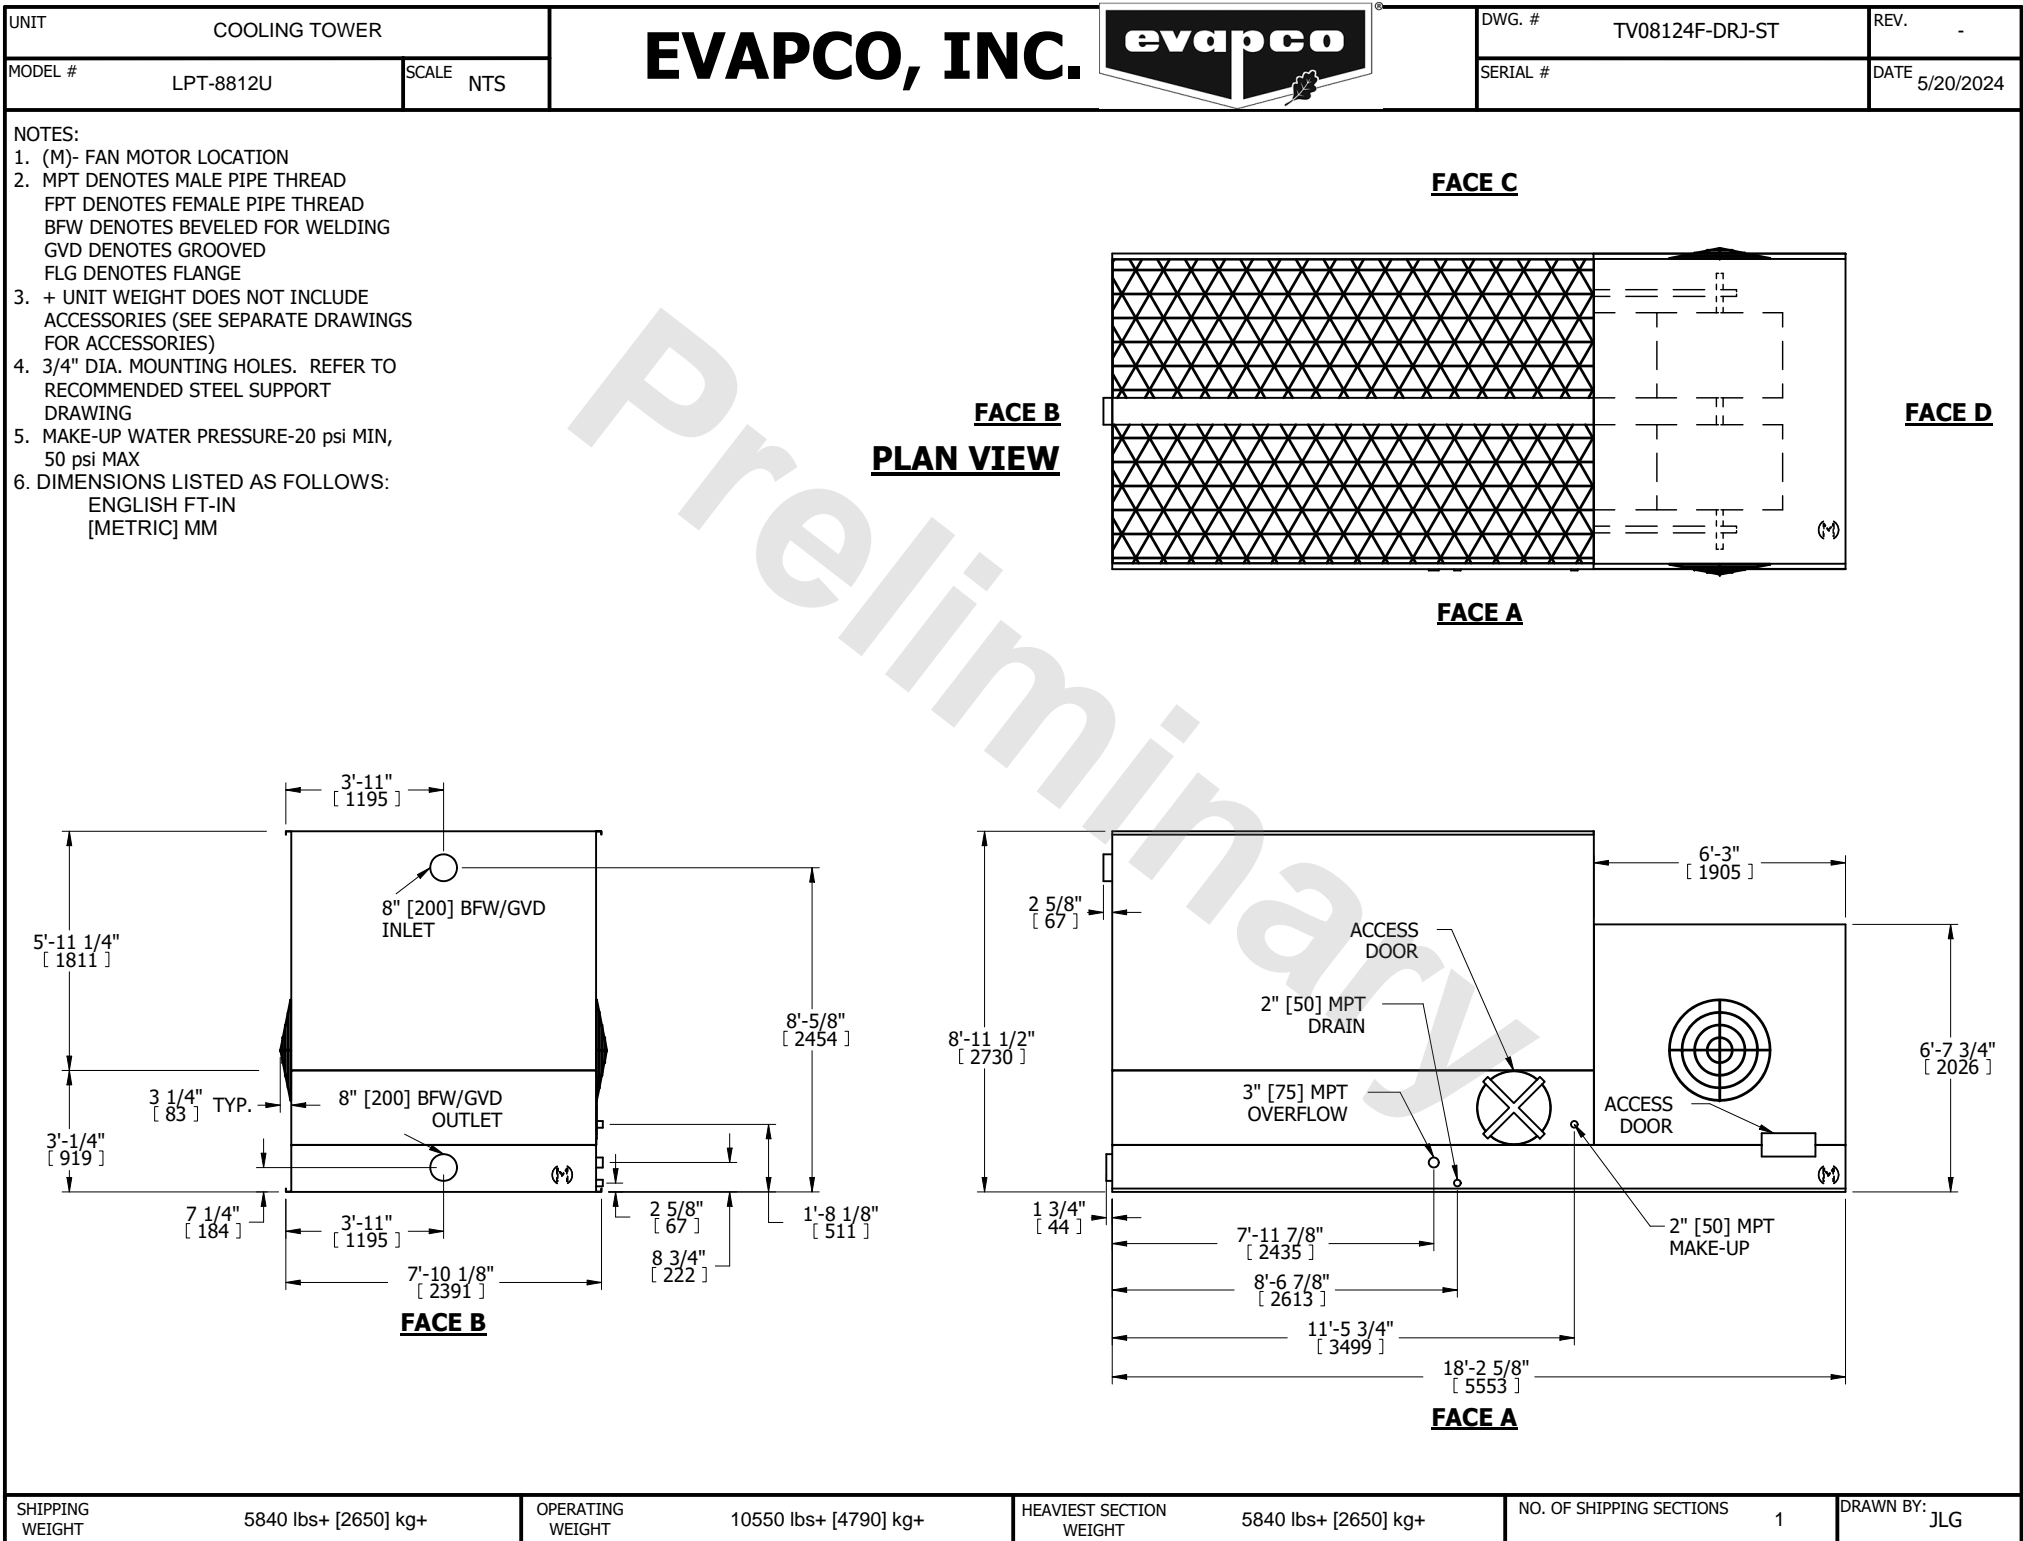 UNIT
COOLING TOWER
MODEL #
LPT-8812U
SCALE
NTS
EVAPCO, INC.
evapco
®
DWG. #
TV08124F-DRJ-ST
REV.
-
SERIAL #
DATE
5/20/2024
NOTES:
1. (M)- FAN MOTOR LOCATION
2. MPT DENOTES MALE PIPE THREAD
FPT DENOTES FEMALE PIPE THREAD
BFW DENOTES BEVELED FOR WELDING
GVD DENOTES GROOVED
FLG DENOTES FLANGE
3. + UNIT WEIGHT DOES NOT INCLUDE
ACCESSORIES (SEE SEPARATE DRAWINGS
FOR ACCESSORIES)
4. 3/4" DIA. MOUNTING HOLES. REFER TO
RECOMMENDED STEEL SUPPORT
DRAWING
5. MAKE-UP WATER PRESSURE-20 psi MIN,
50 psi MAX
6. DIMENSIONS LISTED AS FOLLOWS:
ENGLISH FT-IN
[METRIC] MM
FACE C
FACE B
PLAN VIEW
FACE D
(M)
FACE A
Preliminary
3'-11"
[ 1195 ]
8" [200] BFW/GVD
INLET
5'-11 1/4"
[ 1811 ]
8'-5/8"
[ 2454 ]
3 1/4"
[ 83 ]
TYP.
8" [200] BFW/GVD
OUTLET
3'-1/4"
[ 919 ]
(M)
7 1/4"
[ 184 ]
3'-11"
[ 1195 ]
2 5/8"
[ 67 ]
1'-8 1/8"
[ 511 ]
8 3/4"
[ 222 ]
7'-10 1/8"
[ 2391 ]
FACE B
6'-3"
[ 1905 ]
2 5/8"
[ 67 ]
ACCESS
DOOR
2" [50] MPT
DRAIN
8'-11 1/2"
[ 2730 ]
6'-7 3/4"
[ 2026 ]
3" [75] MPT
OVERFLOW
ACCESS
DOOR
(M)
1 3/4"
[ 44 ]
2" [50] MPT
MAKE-UP
7'-11 7/8"
[ 2435 ]
8'-6 7/8"
[ 2613 ]
11'-5 3/4"
[ 3499 ]
18'-2 5/8"
[ 5553 ]
FACE A
SHIPPING
WEIGHT
5840 lbs+ [2650] kg+
OPERATING
WEIGHT
10550 lbs+ [4790] kg+
HEAVIEST SECTION
WEIGHT
5840 lbs+ [2650] kg+
NO. OF SHIPPING SECTIONS
1
DRAWN BY:
JLG